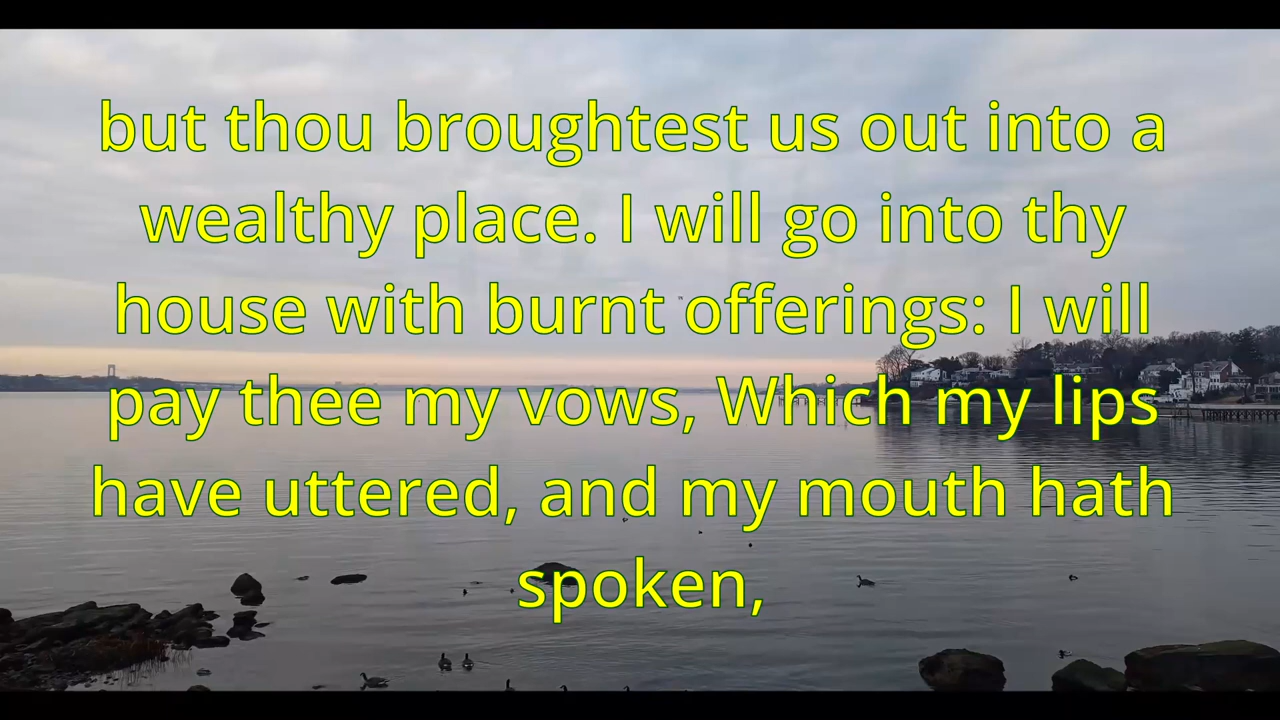 but thou broughtest us out into a
wealthy place. I will go into thy
house with burnt offerings: I will
pay thee my vows, Which my lips
have uttered, and my mouth hath
spoken,